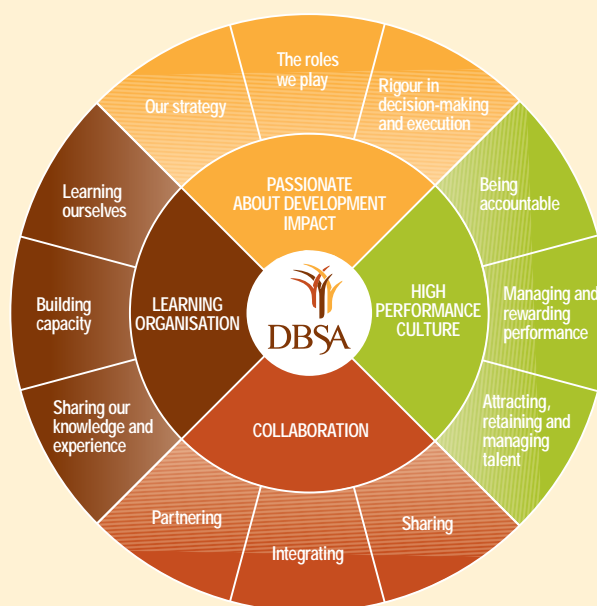 The roles
we play
Our strategy
Rigour in
decision-making
and execution
PASSIONATE
ABOUT DEVELOPMENT
IMPACT
Being
accountable
Managing and
rewarding
performance
Attracting,
retaining and
managing
talent
HIGH
PERFORMANCE
CULTURE
DBSA
LEARNING
ORGANISATION
Learning
ourselves
Building
capacity
Sharing our
knowledge and
experience
COLLABORATION
Partnering
Integrating
Sharing